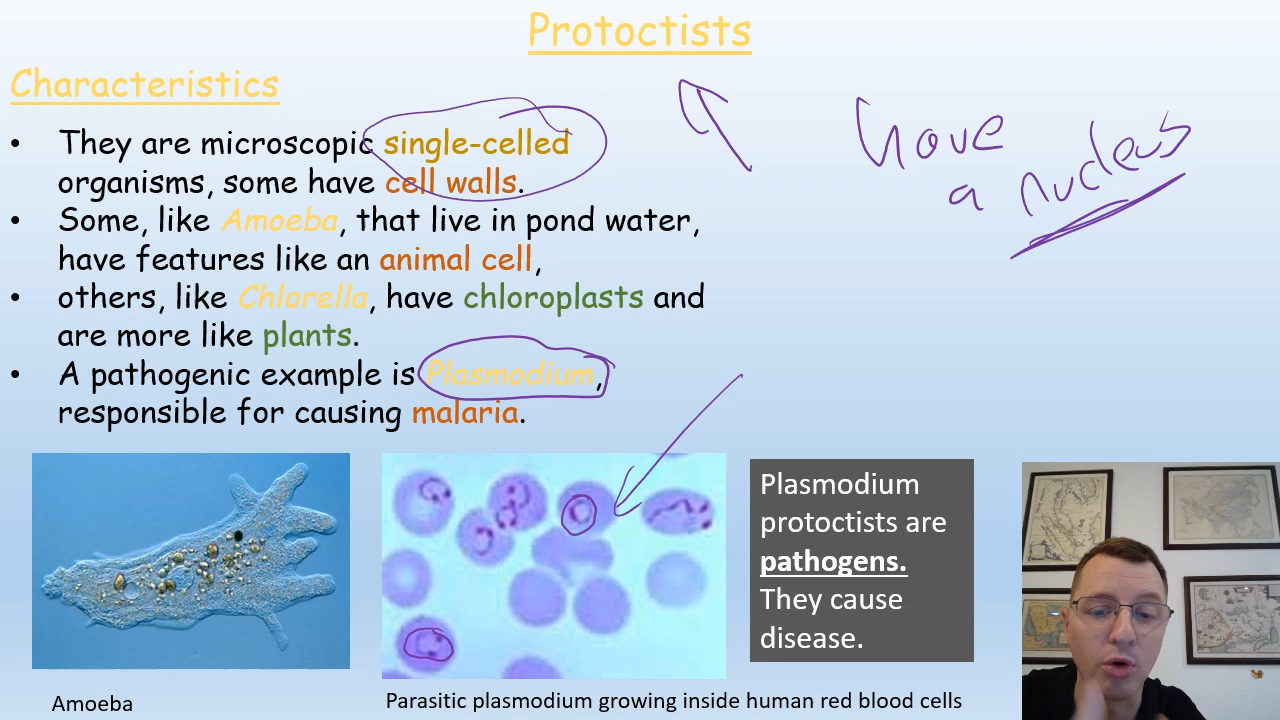 Protoctists
Characteristics
• They are microscopic single-celled
organisms, some have cell walls.
• Some, like Amoeba, that live in pond water,
have features like an animal cell,
• others, like Chlorella, have chloroplasts and
are more like plants.
• A pathogenic example is Plasmodium,
responsible for causing malaria.
have
a nucleus
Plasmodium
protoctists are
pathogens.
They cause
disease.
Amoeba
Parasitic plasmodium growing inside human red blood cells